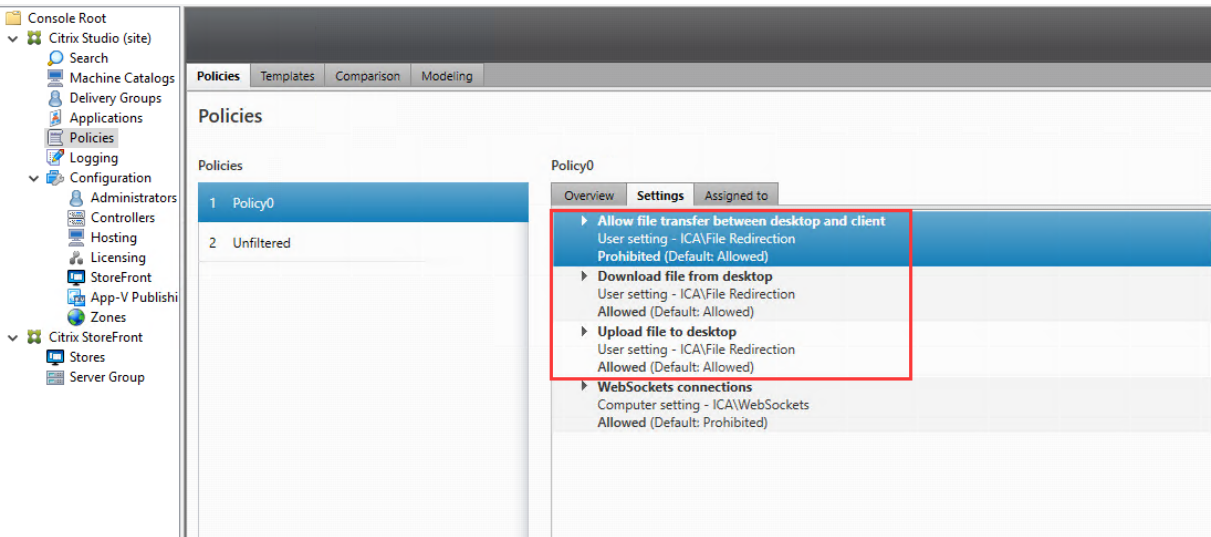 Console Root
Citrix Studio (site)
Search
Machine Catalogs
Delivery Groups
Applications
Policies
Logging
Configuration
Administrators
Controllers
Hosting
Licensing
StoreFront
App-V Publishi
Zones
Citrix StoreFront
Stores
Server Group
Policies Templates Comparison Modeling
Policies
Policies
1 Policy0
2 Unfiltered
Policy0
Overview Settings Assigned to
Allow file transfer between desktop and client
User setting - ICA\File Redirection
Prohibited (Default: Allowed)
Download file from desktop
User setting - ICA\File Redirection
Allowed (Default: Allowed)
Upload file to desktop
User setting - ICA\File Redirection
Allowed (Default: Allowed)
WebSockets connections
Computer setting - ICA\WebSockets
Allowed (Default: Prohibited)